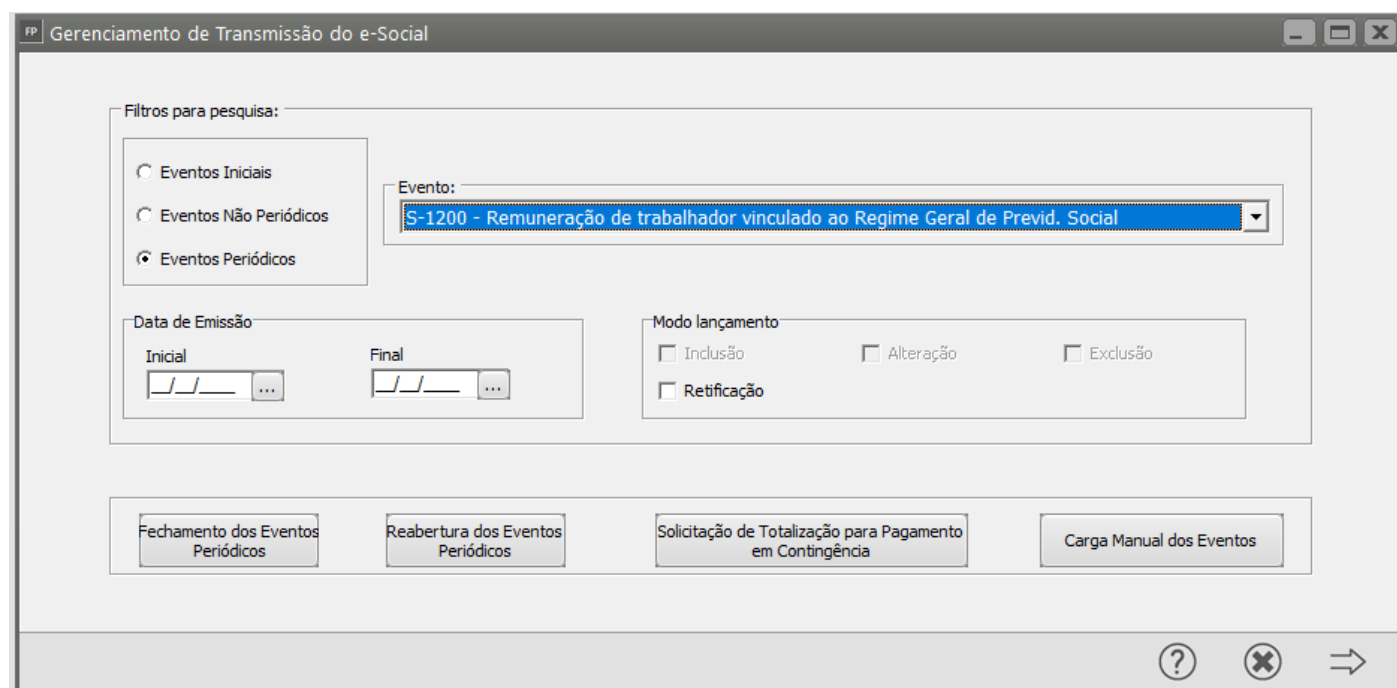 FP Gerenciamento de Transmissão do e-Social
Filtros para pesquisa:
Eventos Iniciais
Eventos Não Periódicos
Eventos Periódicos
Evento:
S-1200 - Remuneração de trabalhador vinculado ao Regime Geral de Previd. Social
Data de Emissão
Inicial
Final
__/__/____ ...
__/__/____ ...
Modo lançamento
Inclusão
Alteração
Exclusão
Retificação
Fechamento dos Eventos
Periódicos
Reabertura dos Eventos
Periódicos
Solicitação de Totalização para Pagamento
em Contingência
Carga Manual dos Eventos
?